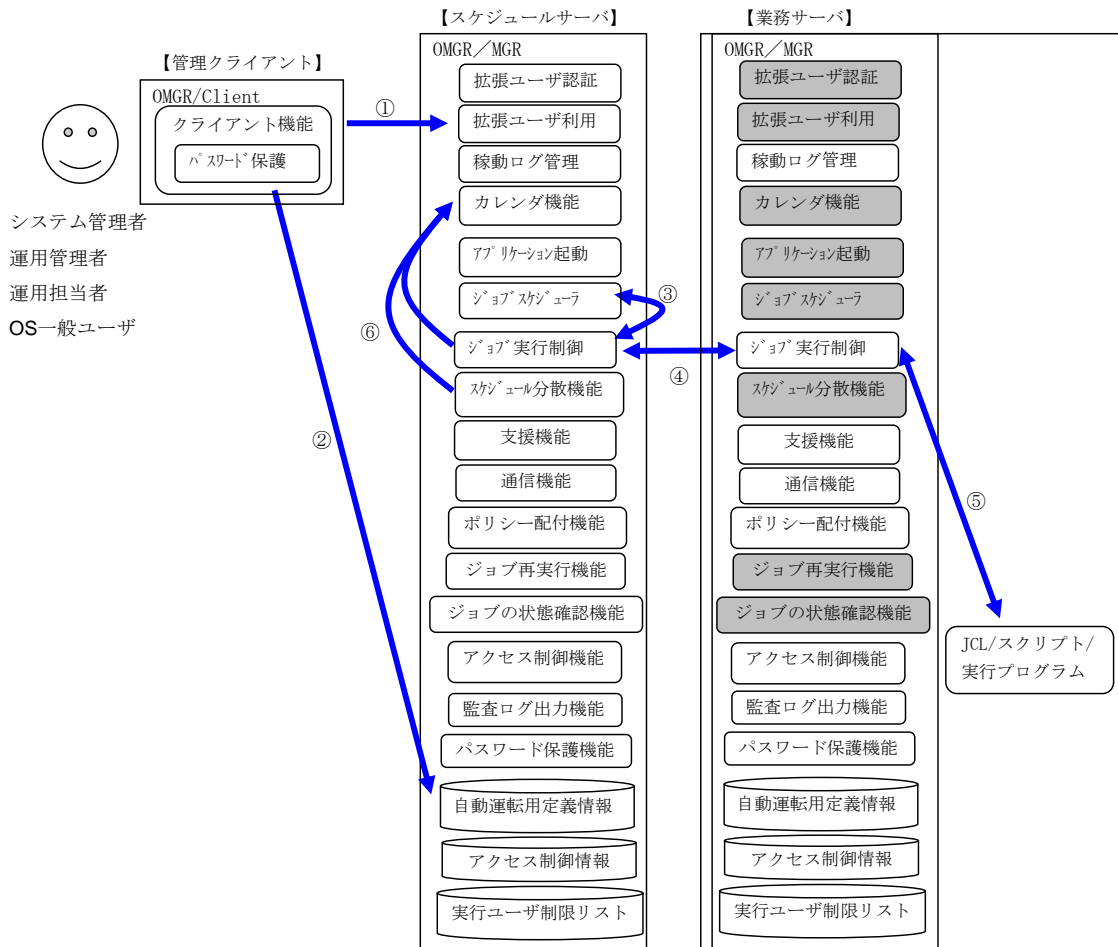 【スケジュールサーバ】
【業務サーバ】
【管理クライアント】
OMGR/Client
クライアント機能
ﾊﾟｽﾜｰﾄﾞ保護
システム管理者
運用管理者
運用担当者
OS一般ユーザ
①
②
③
④
⑤
⑥
OMGR／MGR
拡張ユーザ認証
拡張ユーザ利用
稼動ログ管理
カレンダ機能
ｱﾌﾟﾘｹｰｼｮﾝ起動
ｼﾞｮﾌﾞｽｹｼﾞｭｰﾗ
ｼﾞｮﾌﾞ実行制御
ｽｹｼﾞｭｰﾙ分散機能
支援機能
通信機能
ポリシー配付機能
ジョブ再実行機能
ジョブの状態確認機能
アクセス制御機能
監査ログ出力機能
パスワード保護機能
自動運転用定義情報
アクセス制御情報
実行ユーザ制限リスト
OMGR／MGR
拡張ユーザ認証
拡張ユーザ利用
稼動ログ管理
カレンダ機能
ｱﾌﾟﾘｹｰｼｮﾝ起動
ｼﾞｮﾌﾞｽｹｼﾞｭｰﾗ
ｼﾞｮﾌﾞ実行制御
ｽｹｼﾞｭｰﾙ分散機能
支援機能
通信機能
ポリシー配付機能
ジョブ再実行機能
ジョブの状態確認機能
アクセス制御機能
監査ログ出力機能
パスワード保護機能
自動運転用定義情報
アクセス制御情報
実行ユーザ制限リスト
JCL/スクリプト/
実行プログラム